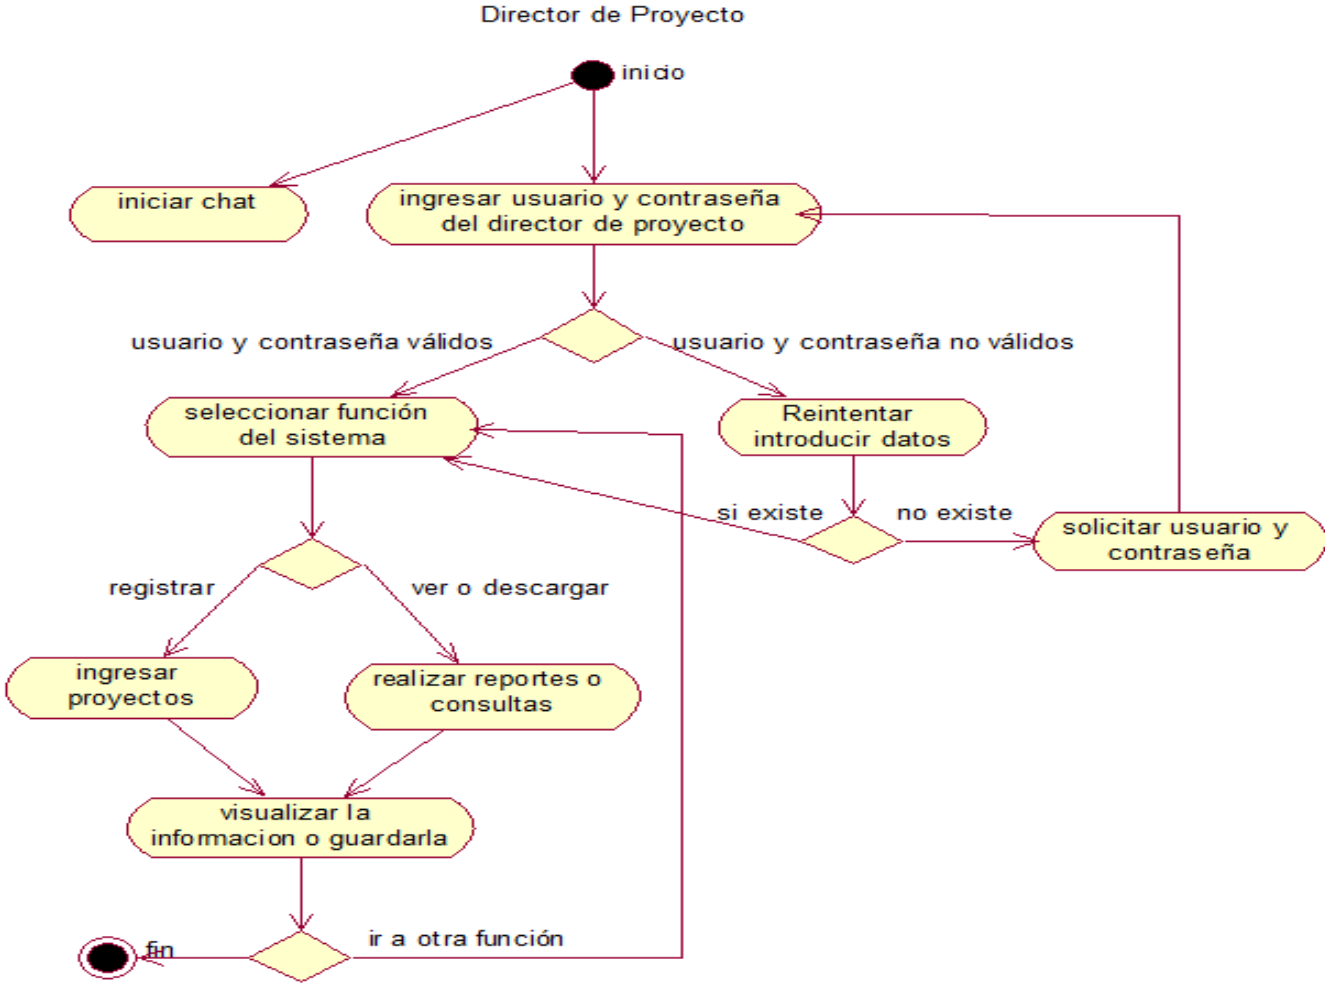 Director de Proyecto
inicio
iniciar chat
ingresar usuario y contraseña
del director de proyecto
usuario y contraseña válidos
usuario y contraseña no válidos
seleccionar función
del sistema
Reintentar
introducir datos
si existe
no existe
solicitar usuario y
contraseña
registrar
ver o descargar
ingresar
proyectos
realizar reportes o
consultas
visualizar la
informacion o guardarla
fin
ir a otra función